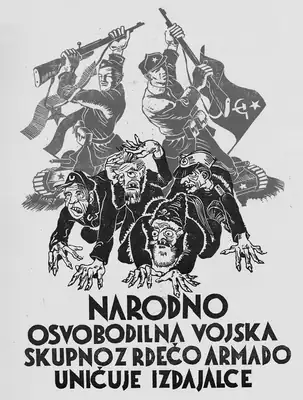 NARODNO
OSVOBODILNA VOJSKA
SKUPNO Z RDEČO ARMADO
UNIČUJE IZDAJALCE